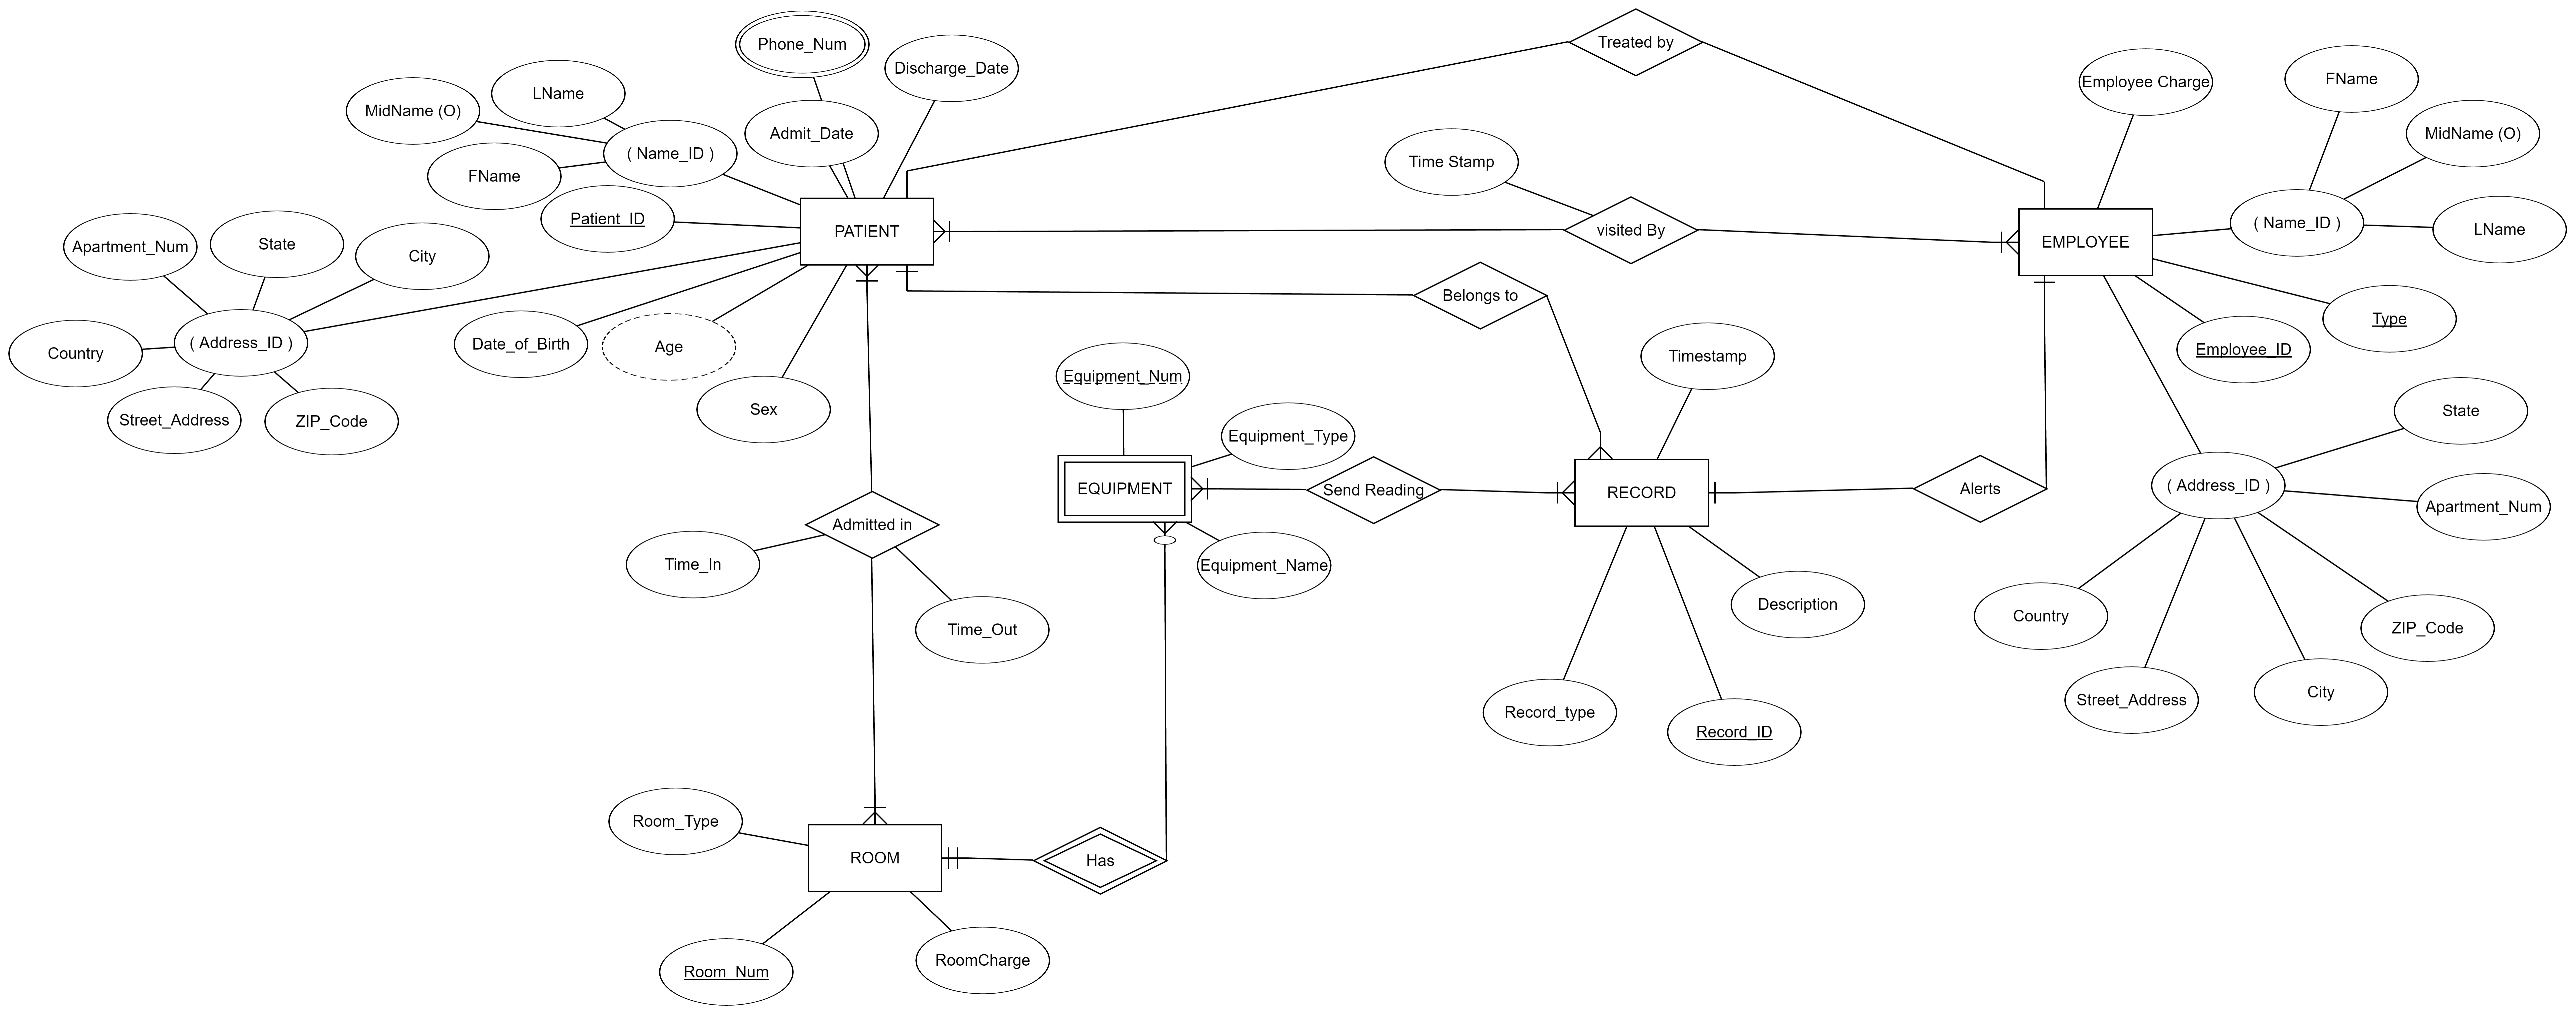 Phone_Num
Treated by
Discharge_Date
LName
MidName (O)
Admit_Date
( Name_ID )
FName
Patient_ID
PATIENT
Apartment_Num
State
City
Country
( Address_ID )
Street_Address
ZIP_Code
Date_of_Birth
Age
Sex
Time Stamp
visited By
Belongs to
Employee Charge
FName
MidName (O)
( Name_ID )
LName
EMPLOYEE
Type
Employee_ID
Timestamp
Equipment_Num
Equipment_Type
EQUIPMENT
Send Reading
RECORD
Alerts
Equipment_Name
Description
Record_type
Record_ID
State
( Address_ID )
Apartment_Num
Country
ZIP_Code
Street_Address
City
Admitted in
Time_In
Time_Out
Room_Type
ROOM
Has
Room_Num
RoomCharge